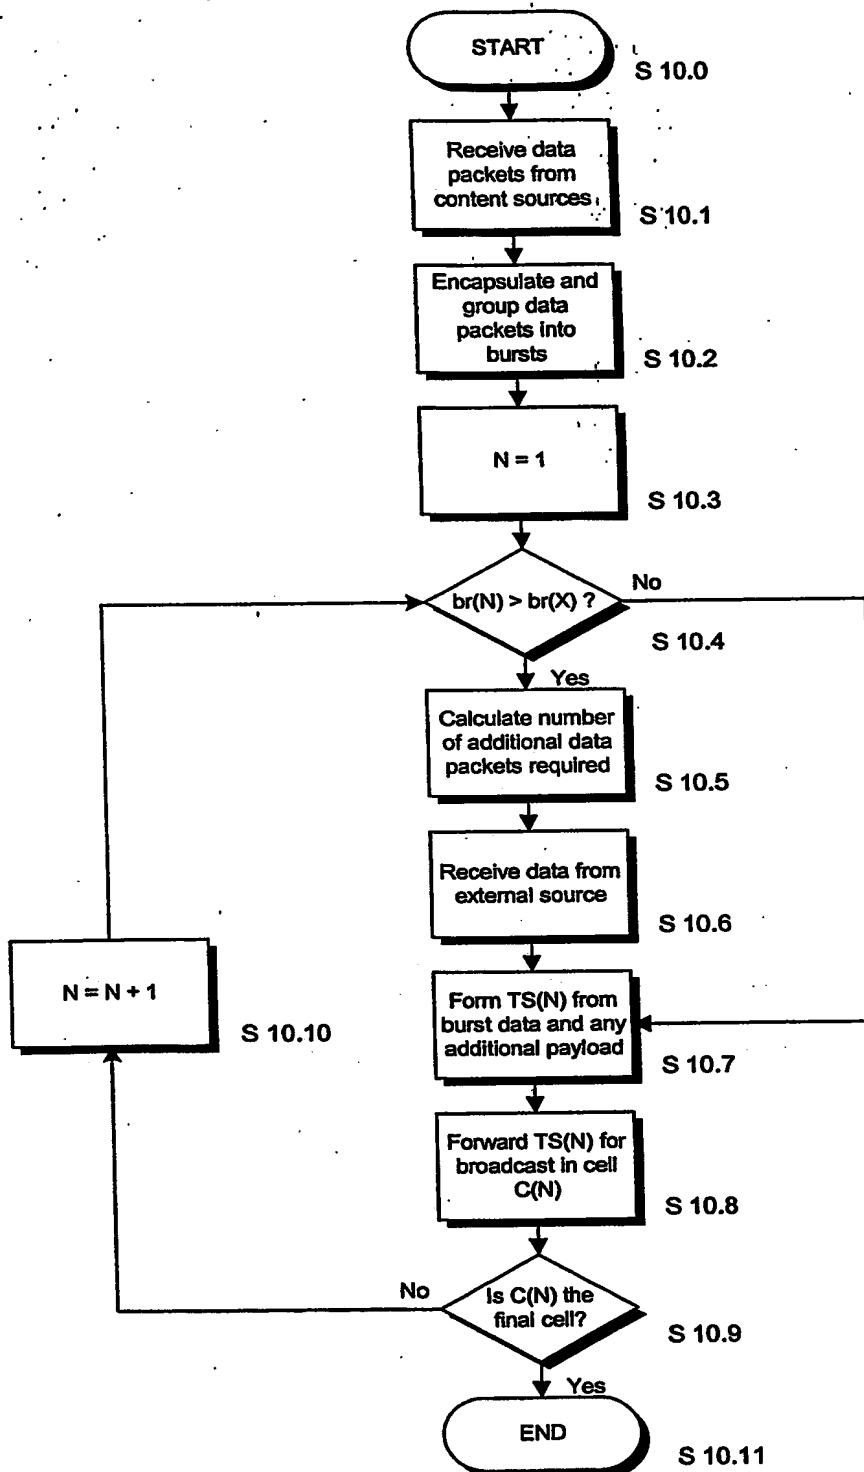 START
S 10.0
Receive data
packets from
content sources
S 10.1
Encapsulate and
group data
packets into
bursts
S 10.2
N = 1
S 10.3
br(N) > br(X) ?
No
S 10.4
Yes
Calculate number
of additional data
packets required
S 10.5
Receive data from
external source
S 10.6
N = N + 1
S 10.10
Form TS(N) from
burst data and any
additional payload
S 10.7
Forward TS(N) for
broadcast in cell
C(N)
S 10.8
No
Is C(N) the
final cell?
S 10.9
Yes
END
S 10.11